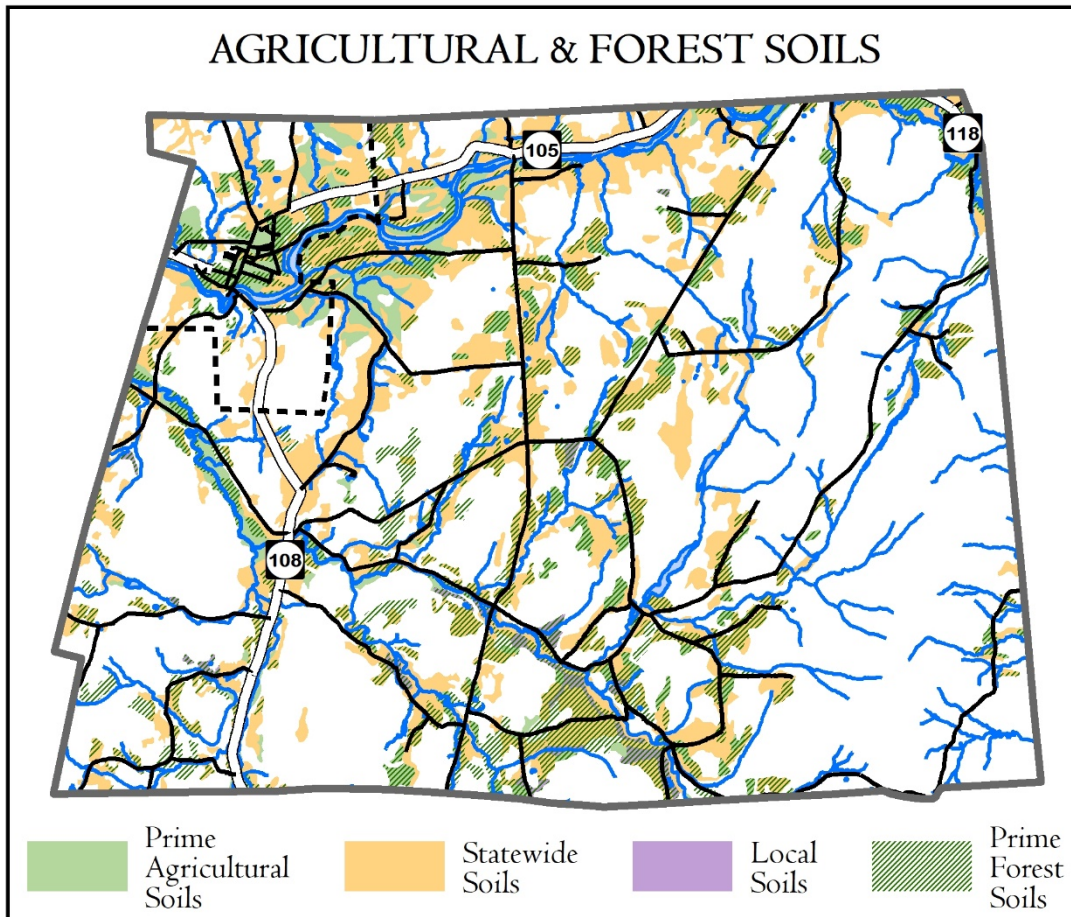 AGRICULTURAL & FOREST SOILS
105
118
108
Prime
Agricultural
Soils
Statewide
Soils
Local
Soils
Prime
Forest
Soils